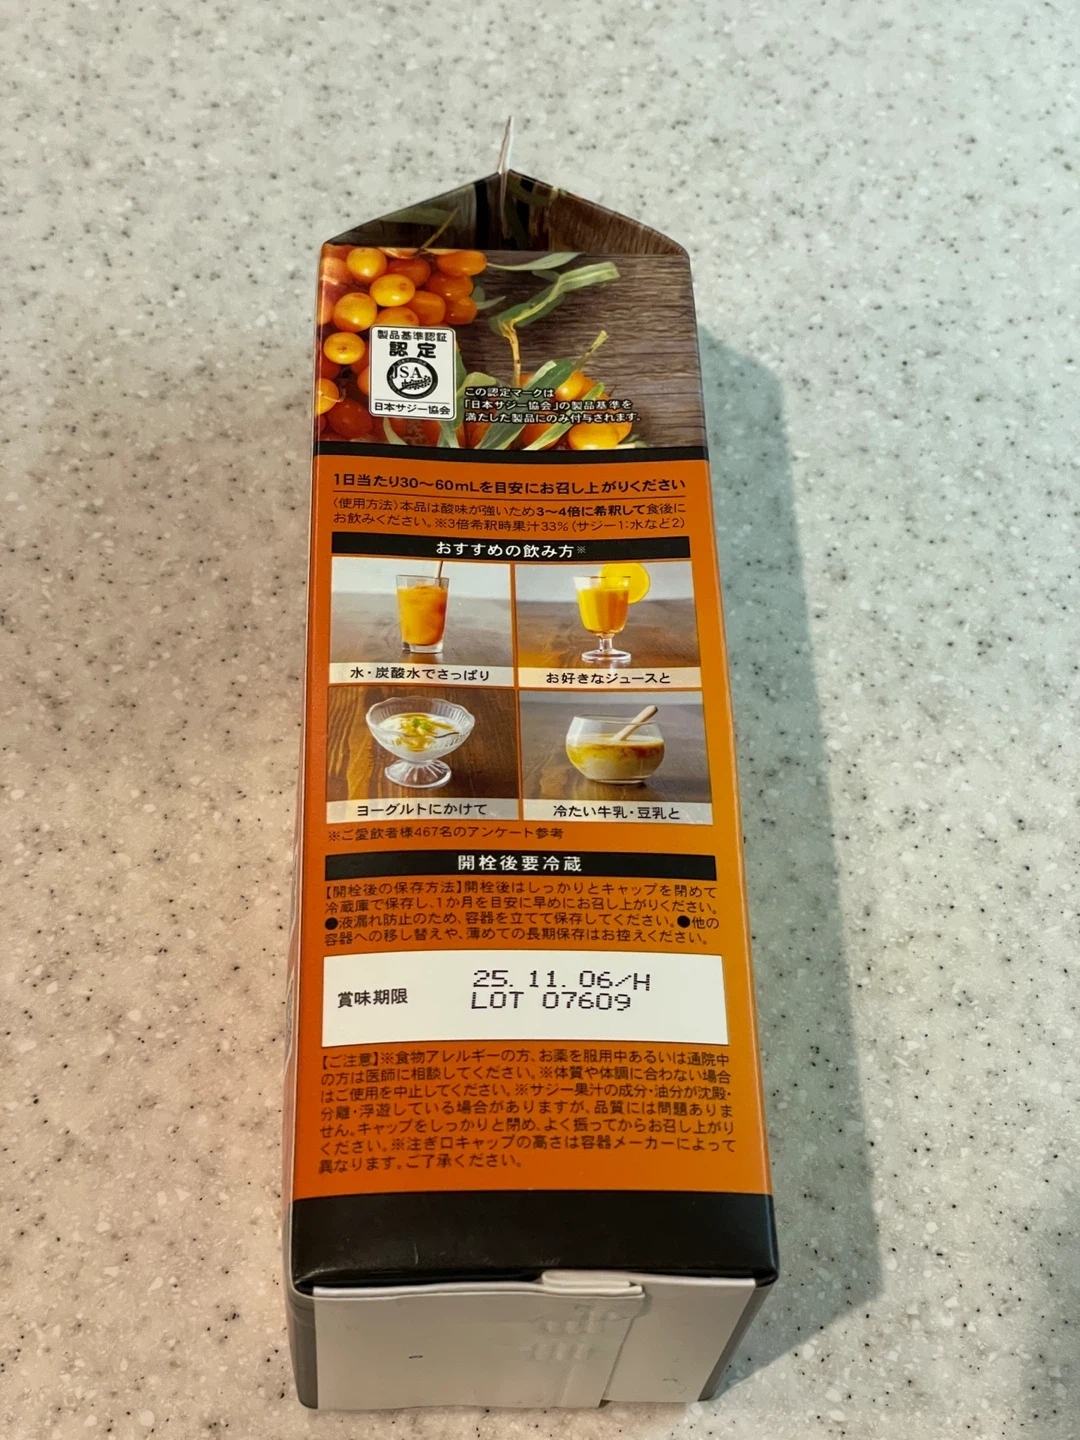 製品基準認証
認定
JSA
日本サジー協会
この認定マークは
「日本サジー協会」の製品基準を
満たした製品にのみ付与されます。
1日当たり30〜60mLを目安にお召し上がりください
〈使用方法〉本品は酸味が強いため3〜4倍に希釈して食後に
お飲みください。※3倍希釈時果汁33%(サジー1:水など2)
おすすめの飲み方※
水・炭酸水でさっぱり
お好きなジュースと
ヨーグルトにかけて
冷たい牛乳・豆乳と
※ご愛飲者様467名のアンケート参考
開栓後要冷蔵
【開栓後の保存方法】開栓後はしっかりとキャップを閉めて
冷蔵庫で保存し、1か月を目安に早めにお召し上がりください。
●液漏れ防止のため、容器を立てて保存してください。●他の
容器への移し替えや、薄めての長期保存はお控えください。
賞味期限
25. 11. 06/H
LOT 07609
【ご注意】※食物アレルギーの方、お薬を服用中あるいは通院中
の方は医師に相談してください。※体質や体調に合わない場合
はご使用を中止してください。※サジー果汁の成分・油分が沈殿・
分離・浮遊している場合がありますが、品質には問題ありま
せん。キャップをしっかりと閉め、よく振ってからお召し上がり
ください。※注ぎ口キャップの高さは容器メーカーによって
異なります。ご了承ください。